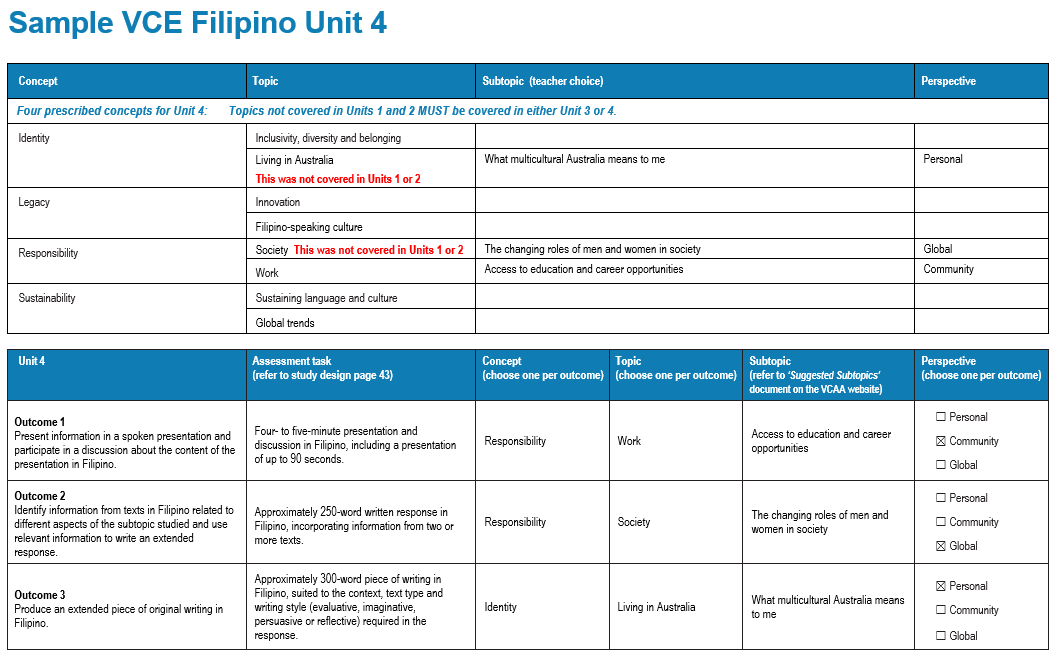 Sample VCE Filipino Unit 4
Concept Topic Subtopic (teacher choice) Perspective
Four prescribed concepts for Unit 4: Topics not covered in Units 1 and 2 MUST be covered in either Unit 3 or 4.
Identity Inclusivity, diversity and belonging
Living in Australia What multicultural Australia means to me Personal
This was not covered in Units 1 or 2
Legacy Innovation
Filipino-speaking culture
Responsibility Society This was not covered in Units 1 or 2 The changing roles of men and women in society Global
Work Access to education and career opportunities Community
Sustainability Sustaining language and culture
Global trends
Unit 4
Assessment task
(refer to study design page 43)
Concept
(choose one per outcome)
Topic
(choose one per outcome)
Subtopic
(refer to ‘Suggested Subtopics’
document on the VCAA website)
Perspective
(choose one per outcome)
Outcome 1
Present information in a spoken presentation and
participate in a discussion about the content of the
presentation in Filipino.
Four- to five-minute presentation and
discussion in Filipino, including a presentation
of up to 90 seconds.
Responsibility
Work
Access to education and career
opportunities
☐ Personal
☒ Community
☐ Global
Outcome 2
Identify information from texts in Filipino related to
different aspects of the subtopic studied and use
relevant information to write an extended
response.
Approximately 250-word written response in
Filipino, incorporating information from two or
more texts.
Responsibility
Society
The changing roles of men and
women in society
☐ Personal
☐ Community
☒ Global
Outcome 3
Produce an extended piece of original writing in
Filipino.
Approximately 300-word piece of writing in
Filipino, suited to the context, text type and
writing style (evaluative, imaginative,
persuasive or reflective) required in the
response.
Identity
Living in Australia
What multicultural Australia means
to me
☒ Personal
☐ Community
☐ Global